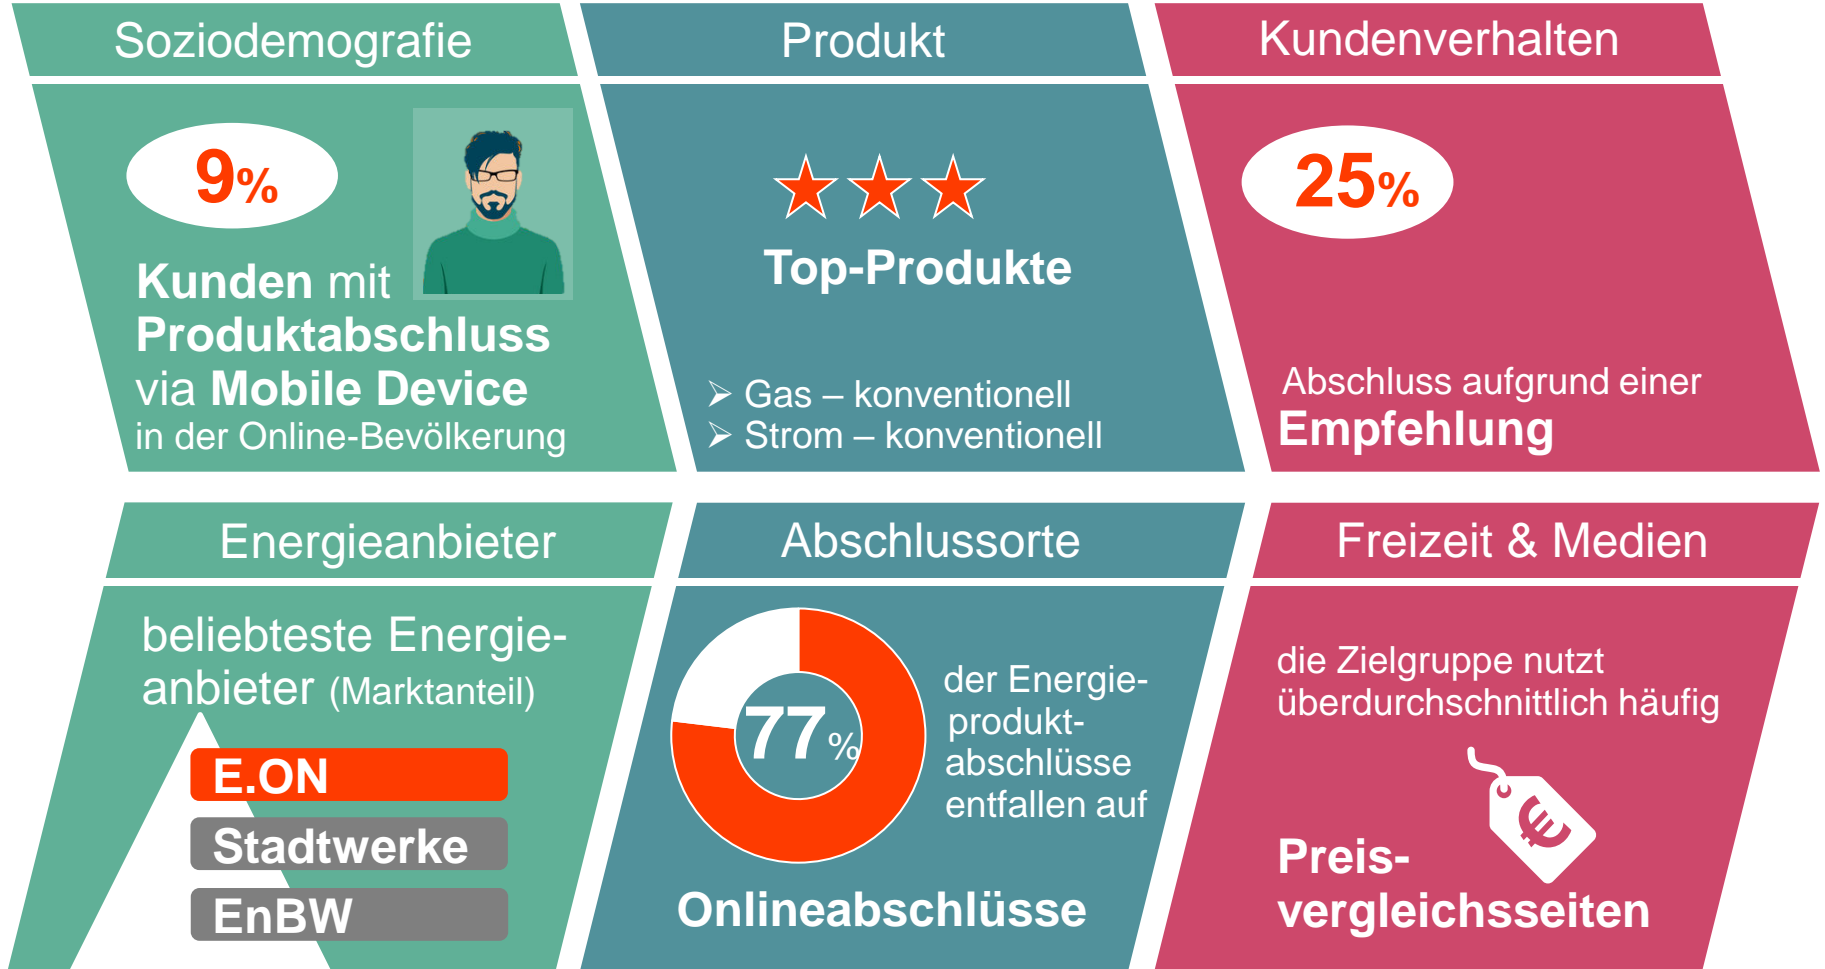 Soziodemografie
9%
Kunden mit
Produktabschluss
via Mobile Device
in der Online-Bevölkerung
Produkt
Top-Produkte
➢ Gas – konventionell
➢ Strom – konventionell
Kundenverhalten
25%
Abschluss aufgrund einer
Empfehlung
Energieanbieter
beliebteste Energie-
anbieter (Marktanteil)
E.ON
Stadtwerke
EnBW
Abschlussorte
77%
der Energie-
produkt-
abschlüsse
entfallen auf
Onlineabschlüsse
Freizeit & Medien
die Zielgruppe nutzt
überdurchschnittlich häufig
€
Preis-
vergleichsseiten